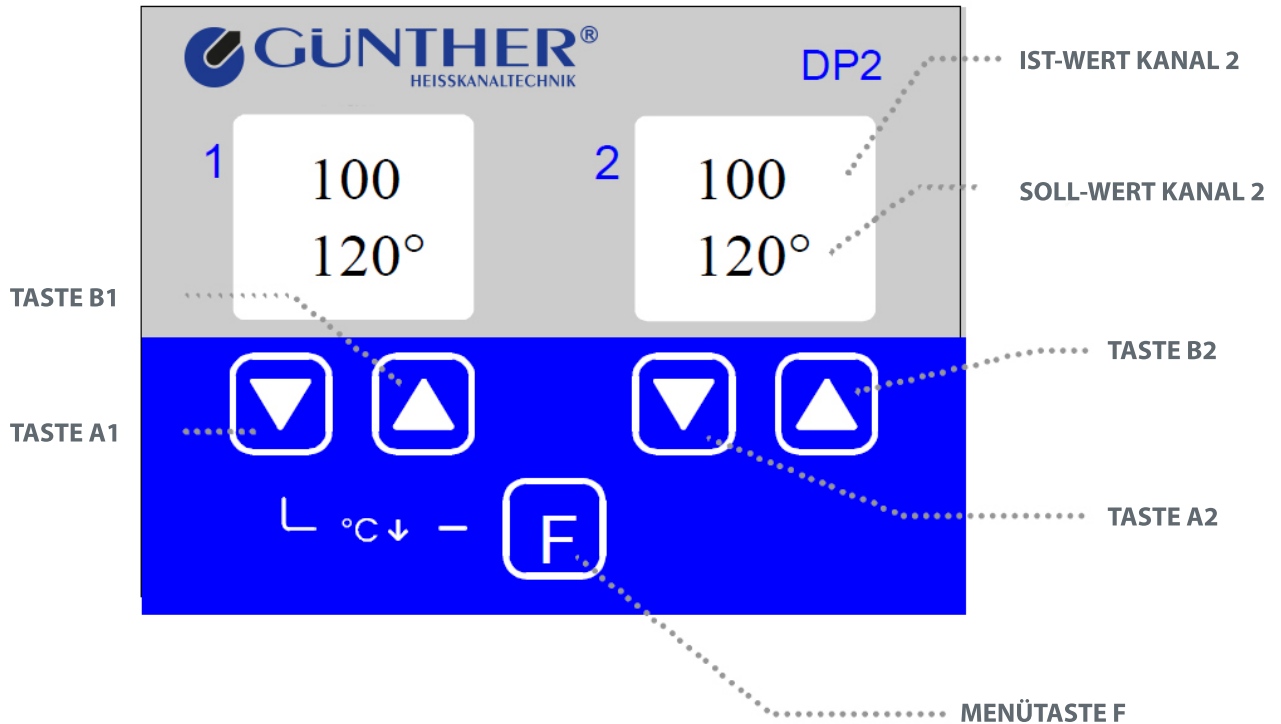 GÜNTHER®
HEISSKANALTECHNIK
DP2
IST-WERT KANAL 2
1
100
120°
2
100
120°
SOLL-WERT KANAL 2
TASTE B1
TASTE B2
TASTE A1
TASTE A2
°C↓
F
MENÜTASTE F